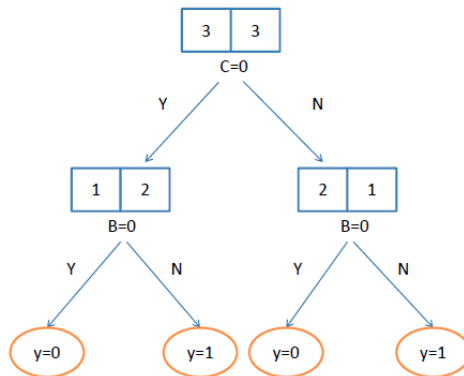 3 3
C=0
Y N
1 2 2 1
B=0 B=0
Y N Y N
y=0 y=1 y=0 y=1